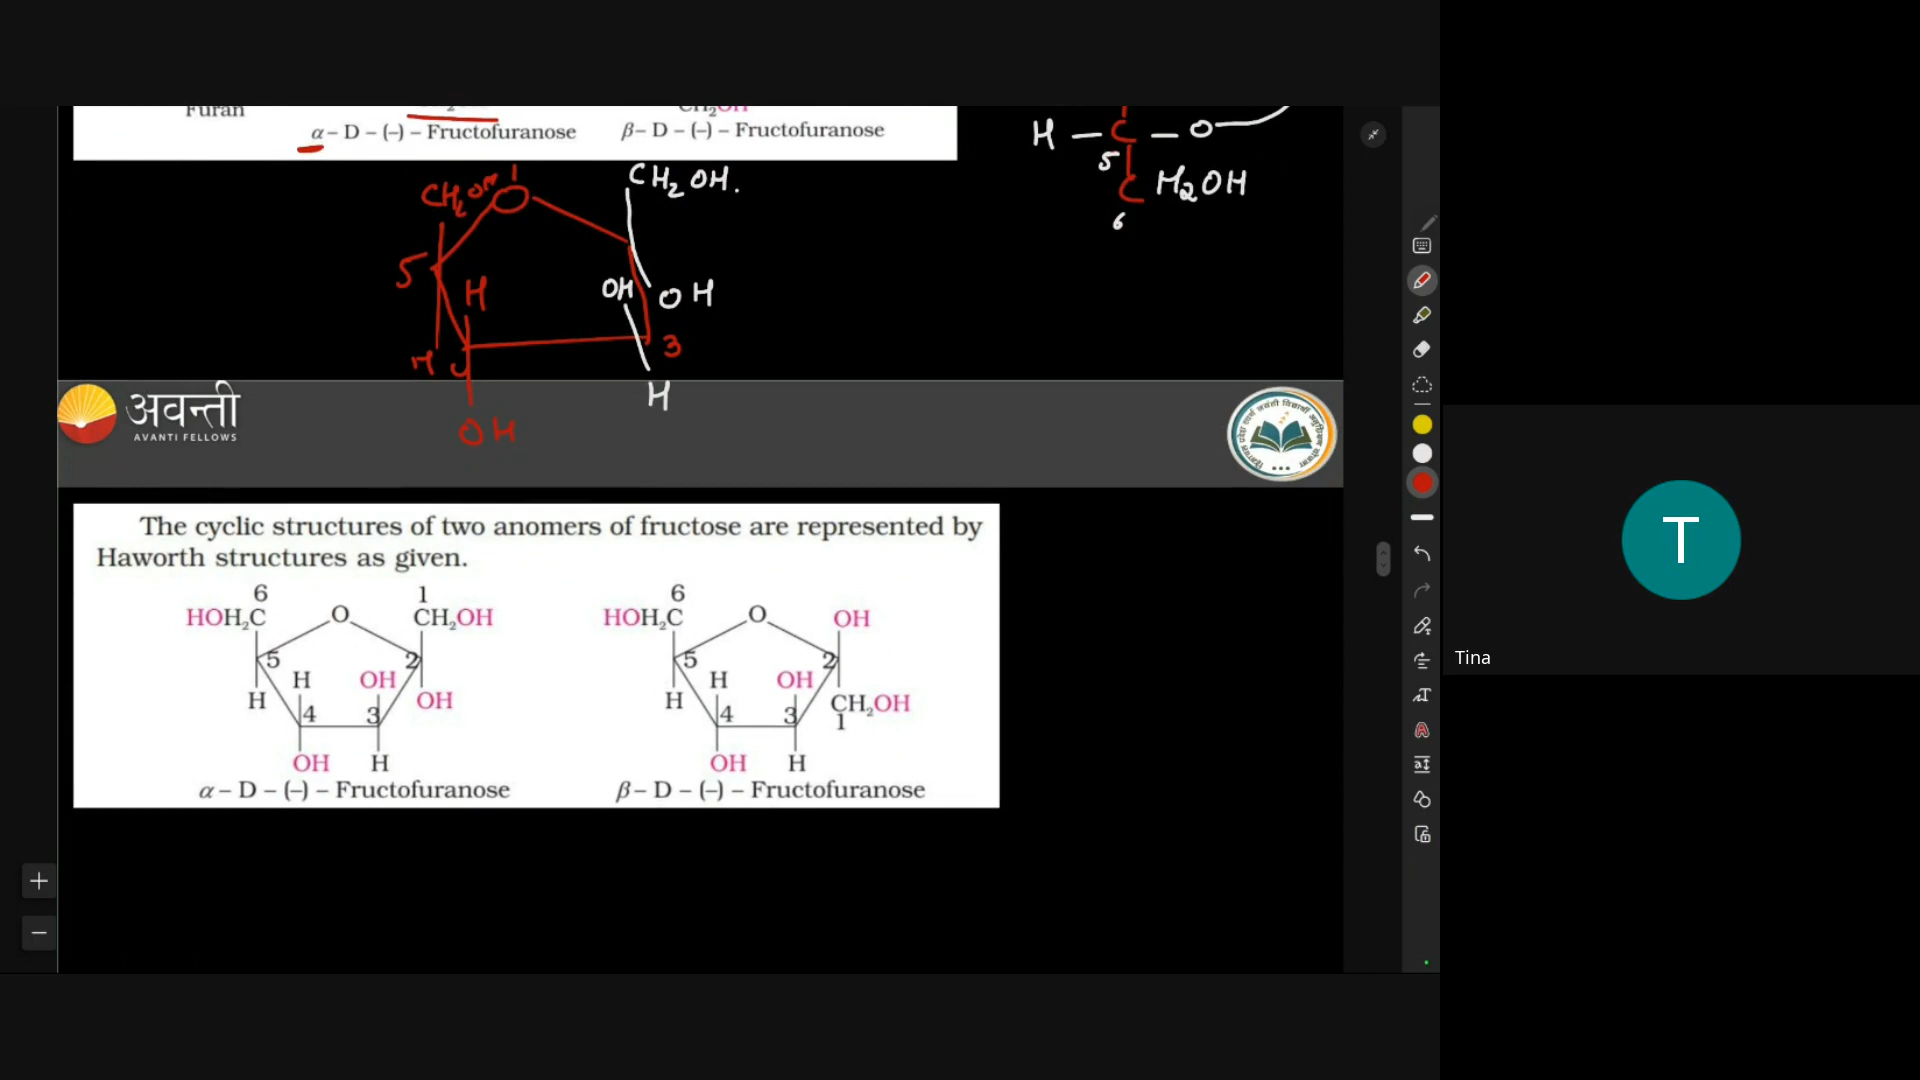 Furan
α – D – (–) – Fructofuranose
β – D – (–) – Fructofuranose
H – C – O
5
C H₂OH
6
CH₂OH
O
CH₂OH.
5
H
OH
OH
3
H
OH
H
अवन्ती
AVANTI FELLOWS
The cyclic structures of two anomers of fructose are represented by
Haworth structures as given.
6 1
HOH₂C O CH₂OH
5 2
H OH
H 4 3 OH
OH H
α – D – (–) – Fructofuranose
6
HOH₂C O OH
5 2
H OH
H 4 3 CH₂OH
1
OH H
β – D – (–) – Fructofuranose
T
Tina